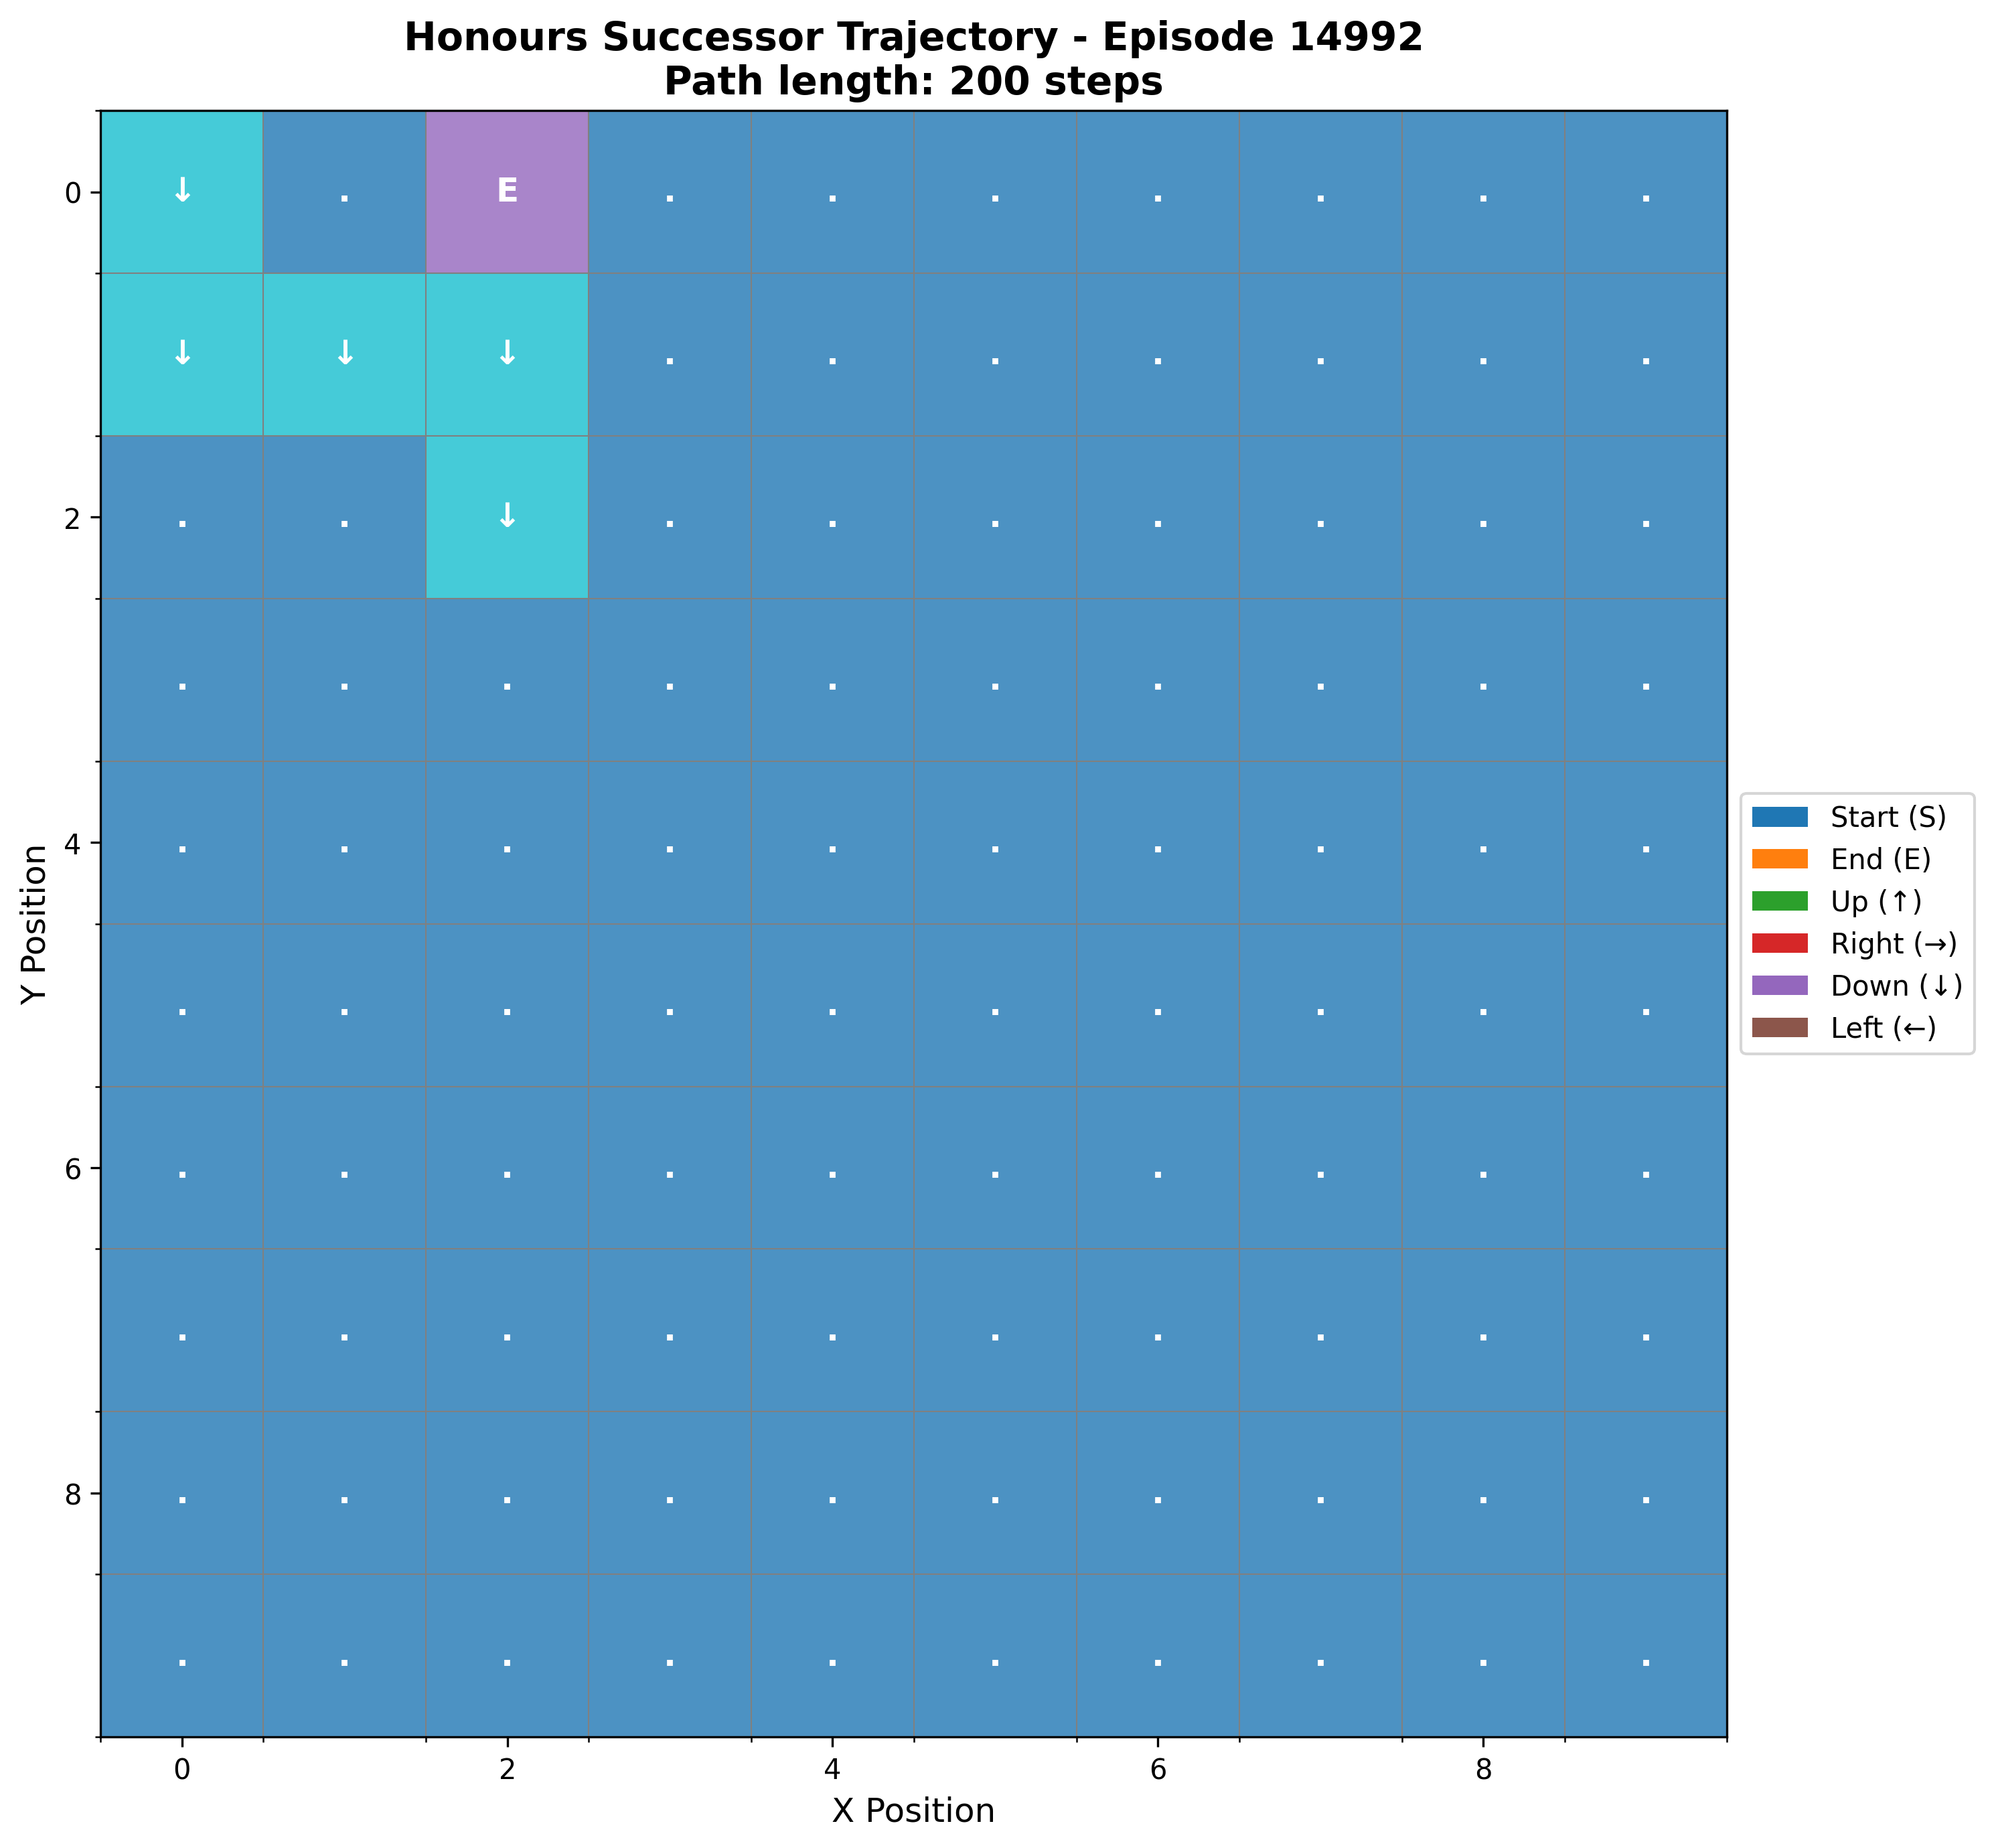 Honours Successor Trajectory - Episode 14992
Path length: 200 steps
0 ↓ . E . . . . . . .
↓ ↓ ↓ . . . . . . .
2 . . ↓ . . . . . . .
. . . . . . . . . .
4 . . . . . . . . . .
. . . . . . . . . .
6 . . . . . . . . . .
. . . . . . . . . .
8 . . . . . . . . . .
. . . . . . . . . .
0 2 4 6 8
X Position
Y Position
Start (S)
End (E)
Up (↑)
Right (→)
Down (↓)
Left (←)